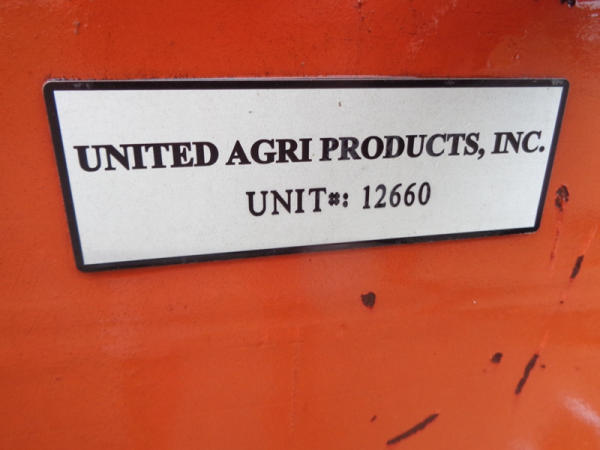 UNITED AGRI PRODUCTS, INC.
UNIT#: 12660